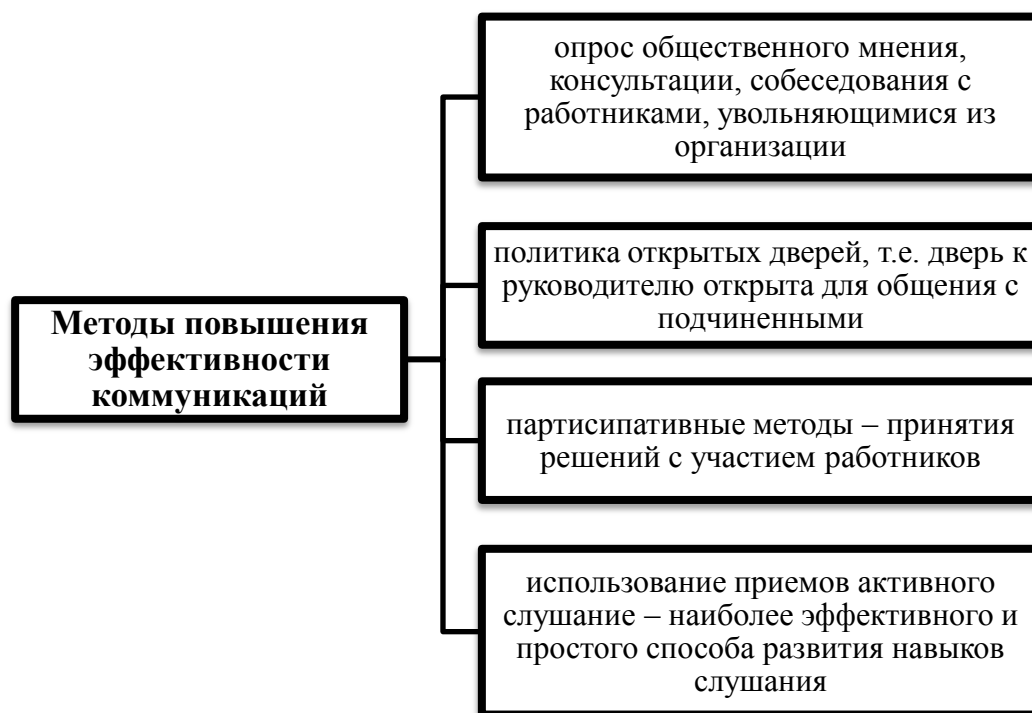 опрос общественного мнения,
консультации, собеседования с
работниками, увольняющимися из
организации
политика открытых дверей, т.е. дверь к
руководителю открыта для общения с
подчиненными
Методы повышения
эффективности
коммуникаций
партисипативные методы – принятия
решений с участием работников
использование приемов активного
слушание – наиболее эффективного и
простого способа развития навыков
слушания